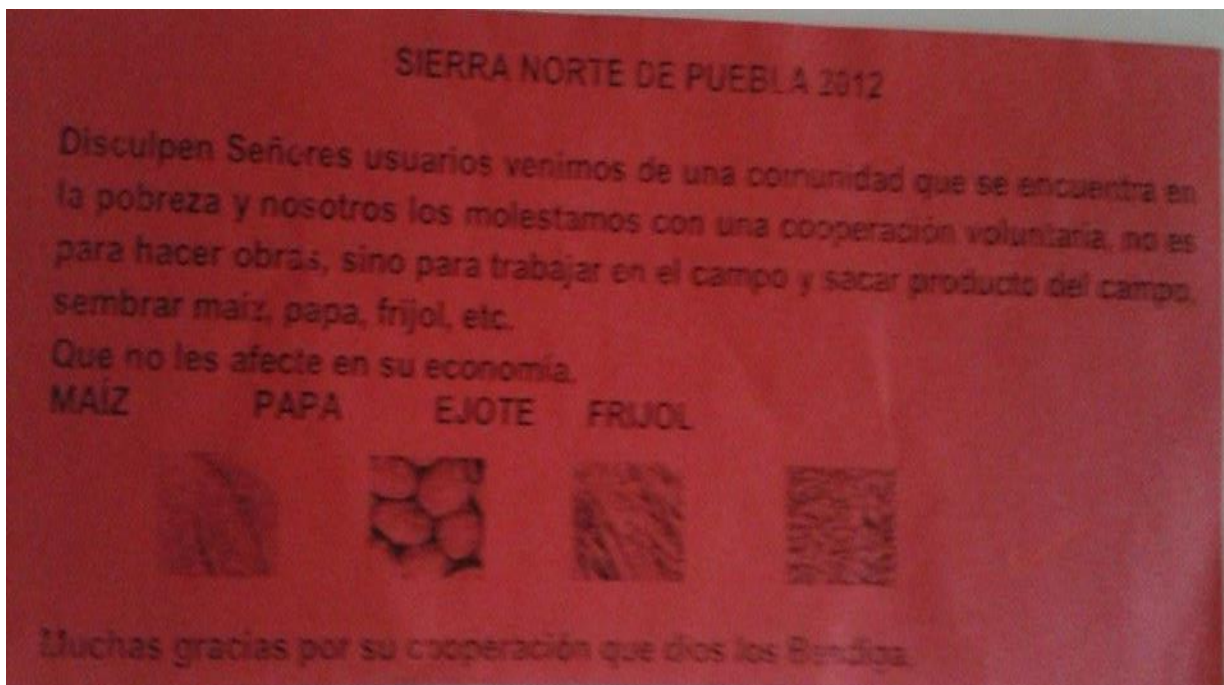 SIERRA NORTE DE PUEBLA 2012
Disculpen Señores usuarios venimos de una comunidad que se encuentra en
la pobreza y nosotros los molestamos con una cooperación voluntaria, no es
para hacer obras, sino para trabajar en el campo y sacar producto del campo,
sembrar maíz, papa, frijol, etc.
Que no les afecte en su economía.
MAÍZ PAPA EJOTE FRIJOL
Muchas gracias por su cooperación que dios los Bendiga.